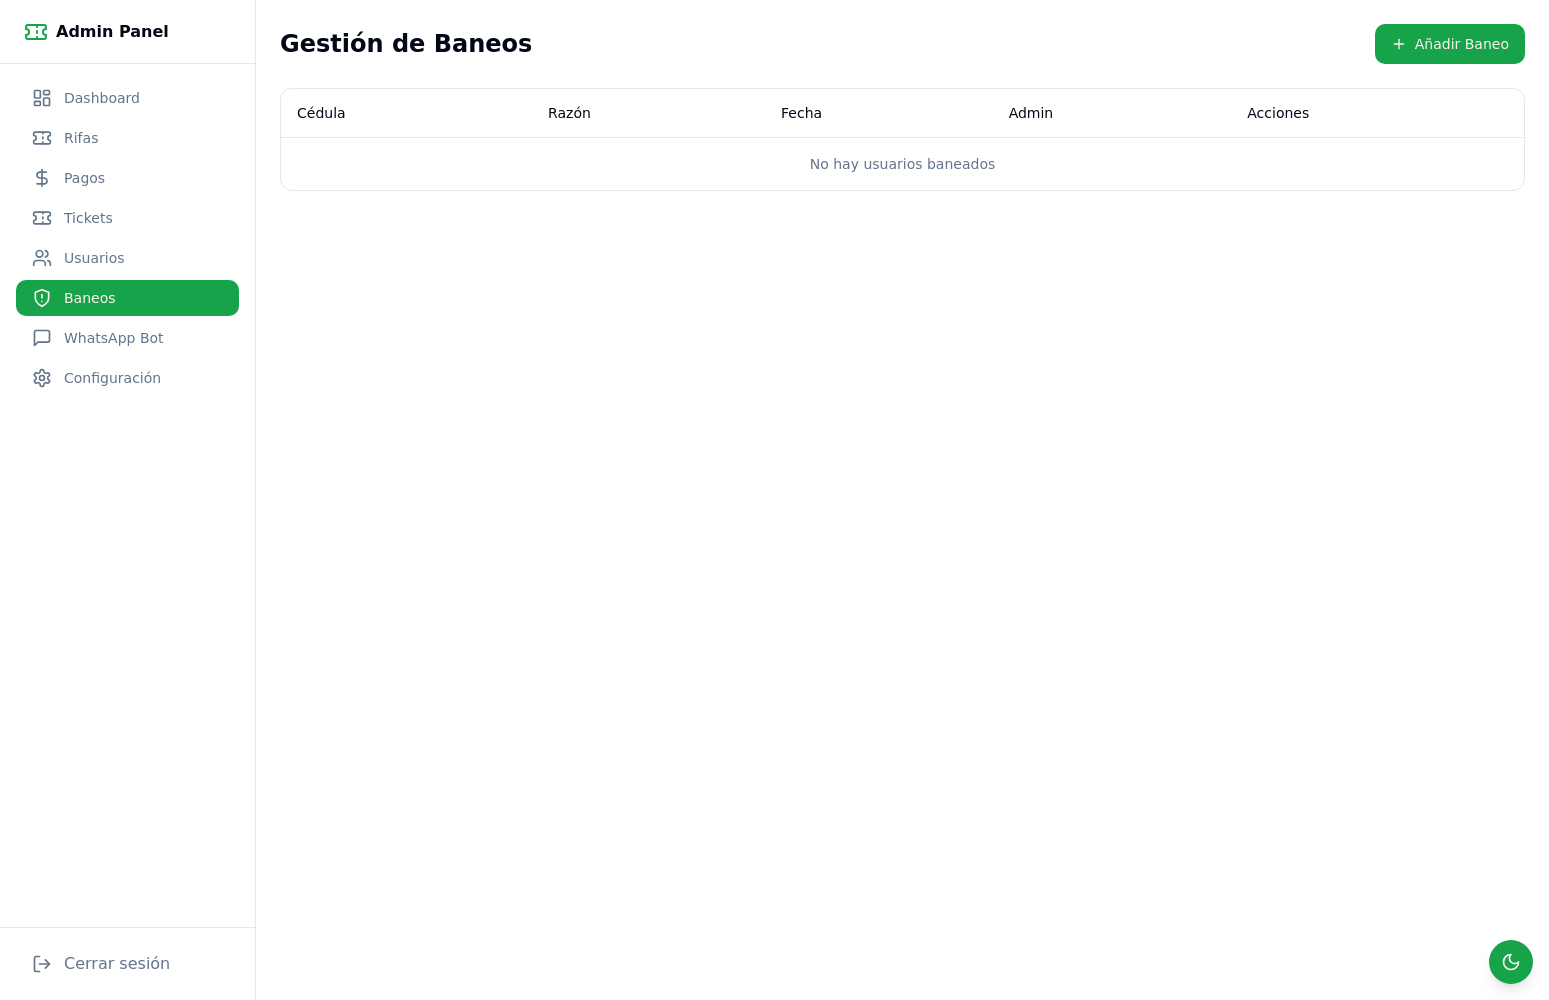 Admin Panel
Dashboard
Rifas
Pagos
Tickets
Usuarios
Baneos
WhatsApp Bot
Configuración
Cerrar sesión
Gestión de Baneos
Añadir Baneo
Cédula Razón Fecha Admin Acciones
No hay usuarios baneados